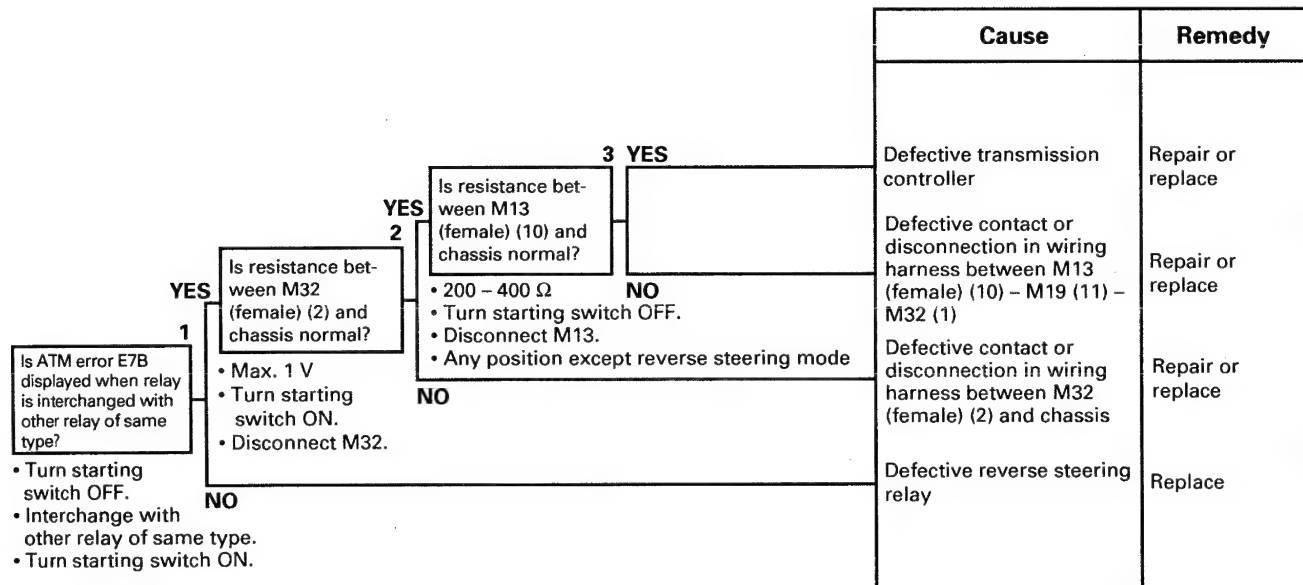 Cause
Remedy
3 YES
Is resistance bet-
ween M13
(female) (10) and
chassis normal?
Defective transmission
controller
Repair or
replace
YES
2
Is resistance bet-
ween M32
(female) (2) and
chassis normal?
• 200 – 400 Ω
• Turn starting switch OFF.
• Disconnect M13.
• Any position except reverse steering mode
NO
Defective contact or
disconnection in wiring
harness between M13
(female) (10) – M19 (11) –
M32 (1)
Repair or
replace
YES
1
Is ATM error E7B
displayed when relay
is interchanged with
other relay of same
type?
• Max. 1 V
• Turn starting
switch ON.
• Disconnect M32.
NO
Defective contact or
disconnection in wiring
harness between M32
(female) (2) and chassis
Repair or
replace
• Turn starting
switch OFF.
• Interchange with
other relay of same type.
• Turn starting switch ON.
NO
Defective reverse steering
relay
Replace